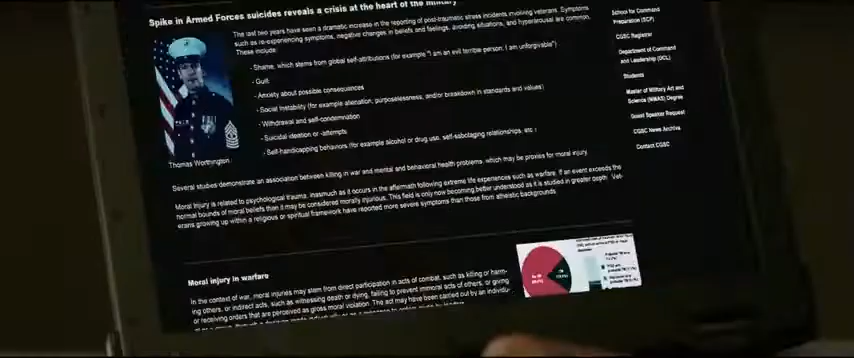 Spike in Armed Forces suicides reveals a crisis at the heart of the military
The last two years have seen a dramatic increase in the reporting of post-traumatic stress incidents involving veterans. Symptoms
such as re-experiencing symptoms, negative changes in beliefs and feelings, avoiding situations, and hyperarousal are common.
These include:
- Shame, which stems from global self-attributions (for example "I am an evil terrible person, I am unforgivable")
- Guilt
- Anxiety about possible consequences
- Social instability (for example alienation, purposelessness, and/or breakdown in standards and values)
- Withdrawal and self-condemnation
- Suicidal ideation or -attempts
- Self-handicapping behaviors (for example alcohol or drug use, self-sabotaging relationships, etc.)
Thomas Worthington
Several studies demonstrate an association between killing in war and mental and behavioral health problems, which may be proxies for moral injury.
Moral Injury is related to psychological trauma, inasmuch as it occurs in the aftermath following extreme life experiences such as warfare. If an event exceeds the
normal bounds of moral beliefs then it may be considered morally injurious. This field is only now becoming better understood as it is studied in greater depth. Vet-
erans growing up within a religious or spiritual framework have reported more severe symptoms than those from atheistic backgrounds.
Moral injury in warfare
In the context of war, moral injuries may stem from direct participation in acts of combat, such as killing or harm-
ing others, or indirect acts, such as witnessing death or dying, failing to prevent immoral acts of others, or giving
or receiving orders that are perceived as gross moral violation. The act may have been carried out by an individu-
School for Command
Preparation (SCP)
CGSC Registrar
Department of Command
and Leadership (DCL)
Students
Master of Military Art and
Science (MMAS) Degree
Guest Speaker Request
CGSC News Archive
Contact CGSC